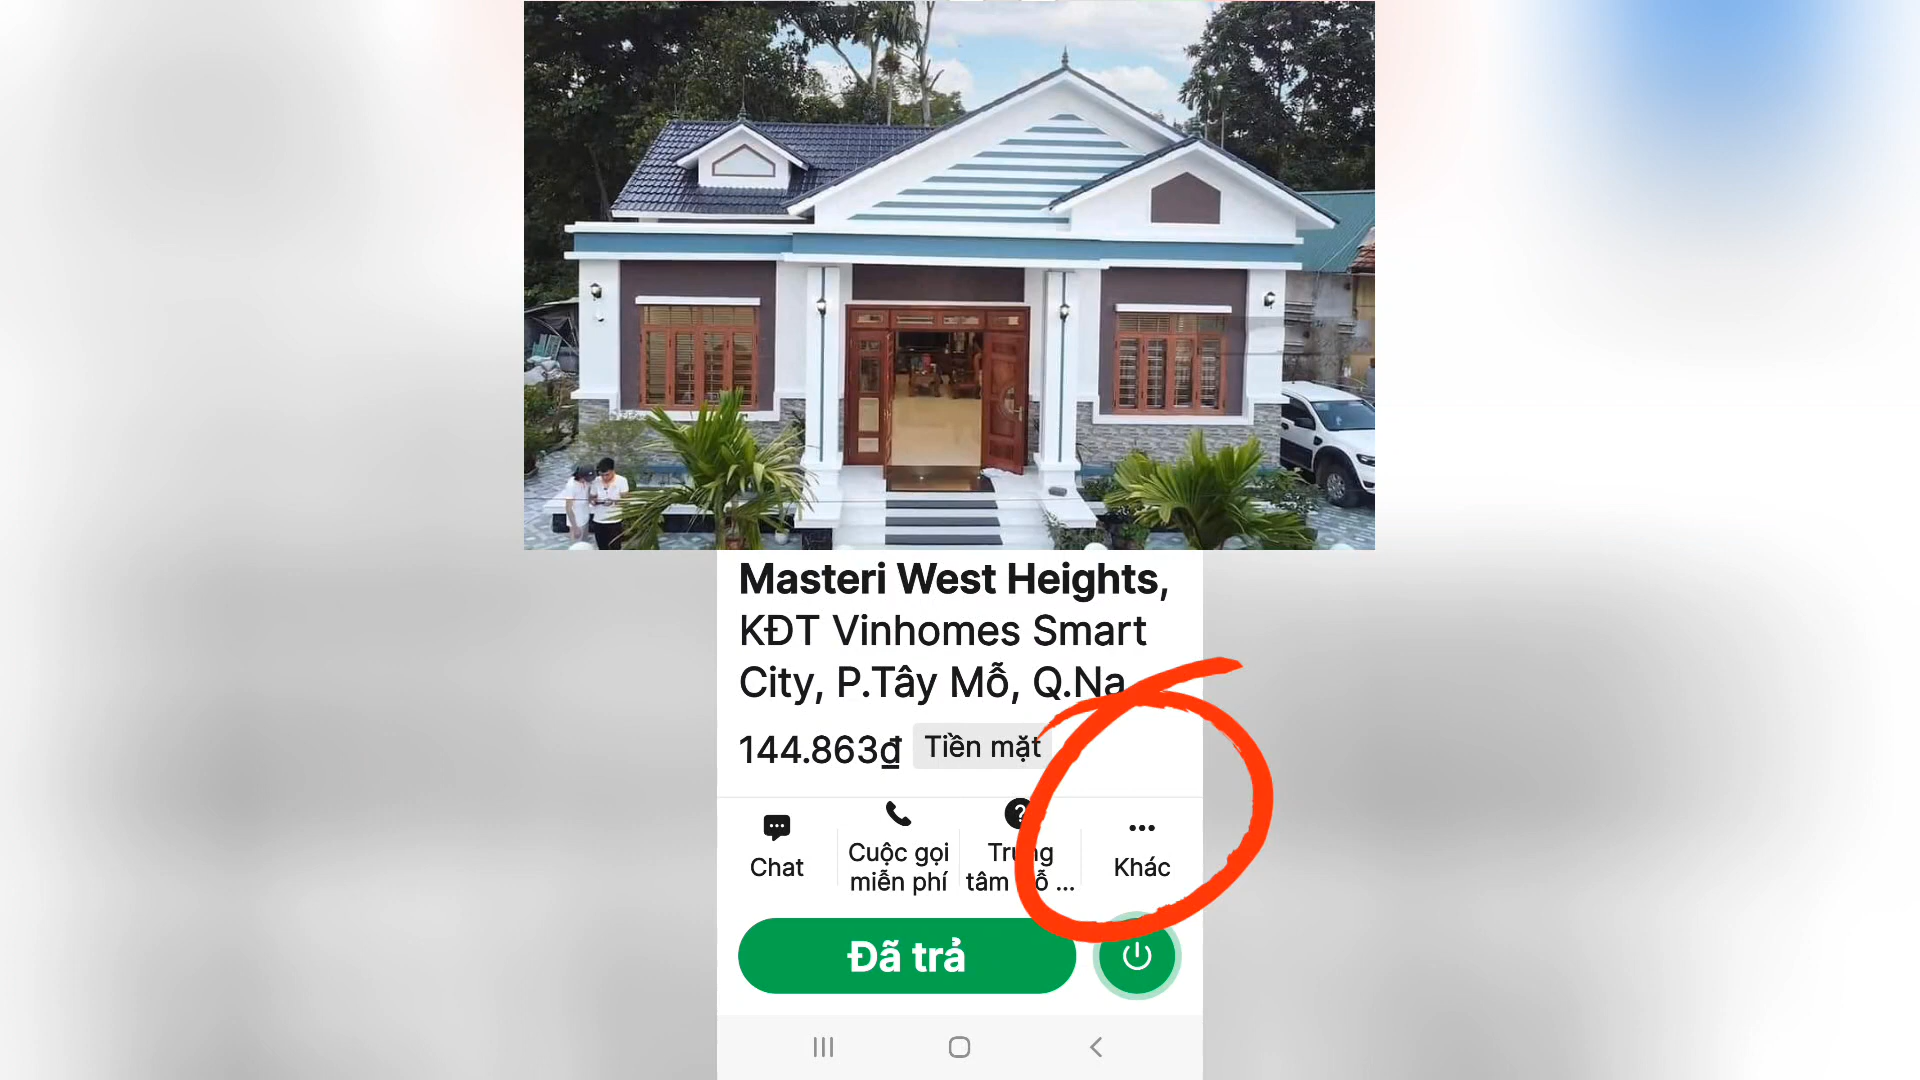 Masteri West Heights,
KĐT Vinhomes Smart
City, P.Tây Mỗ, Q.Na
144.863₫ Tiền mặt
Chat
Cuộc gọi
miễn phí
tâm
...
Khác
Đã trả